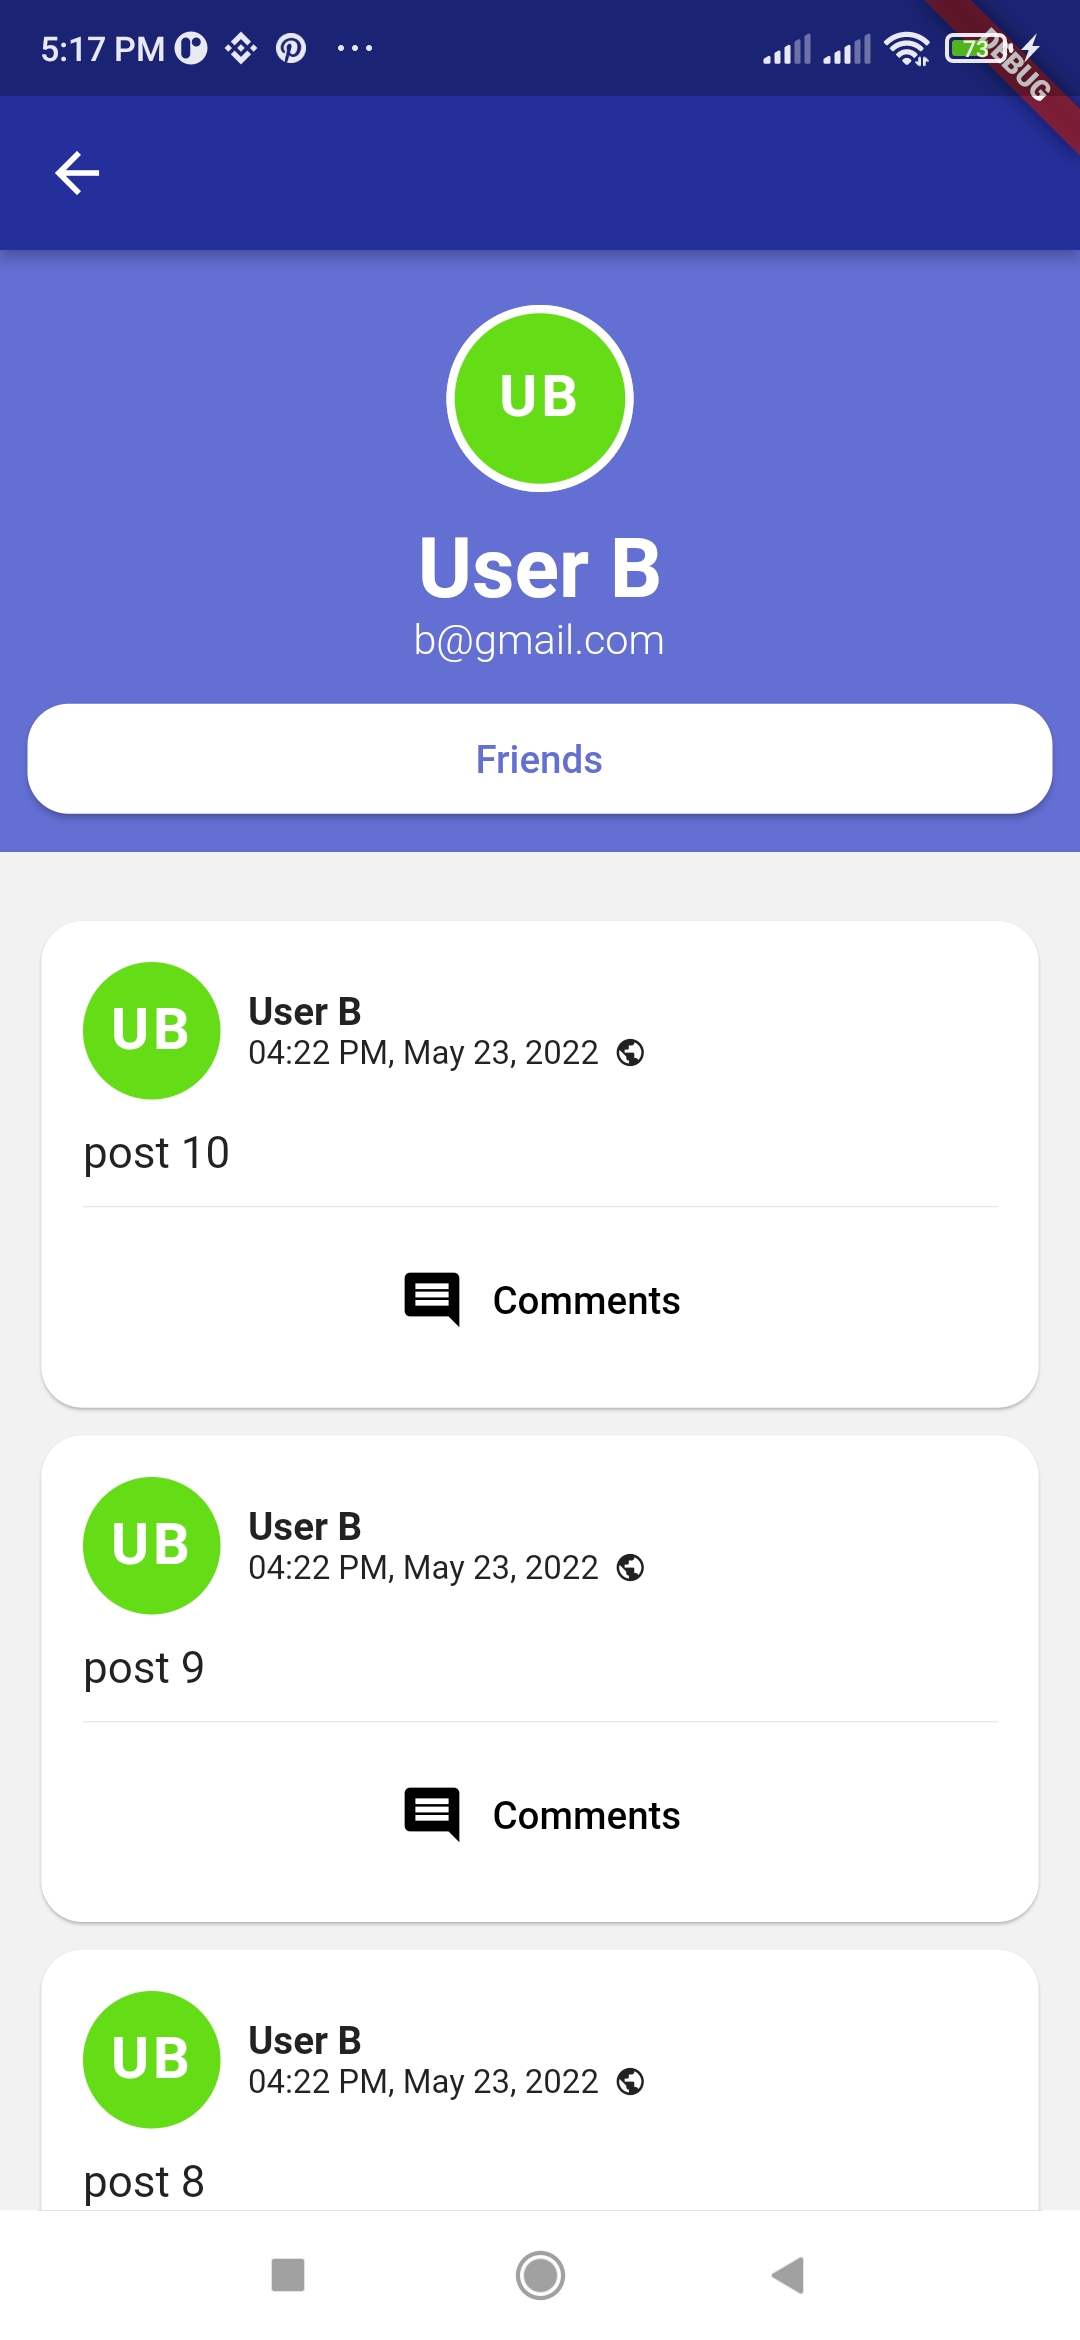 5:17 PM
73
DEBUG
UB
User B
b@gmail.com
Friends
UB
User B
04:22 PM, May 23, 2022
post 10
Comments
UB
User B
04:22 PM, May 23, 2022
post 9
Comments
UB
User B
04:22 PM, May 23, 2022
post 8